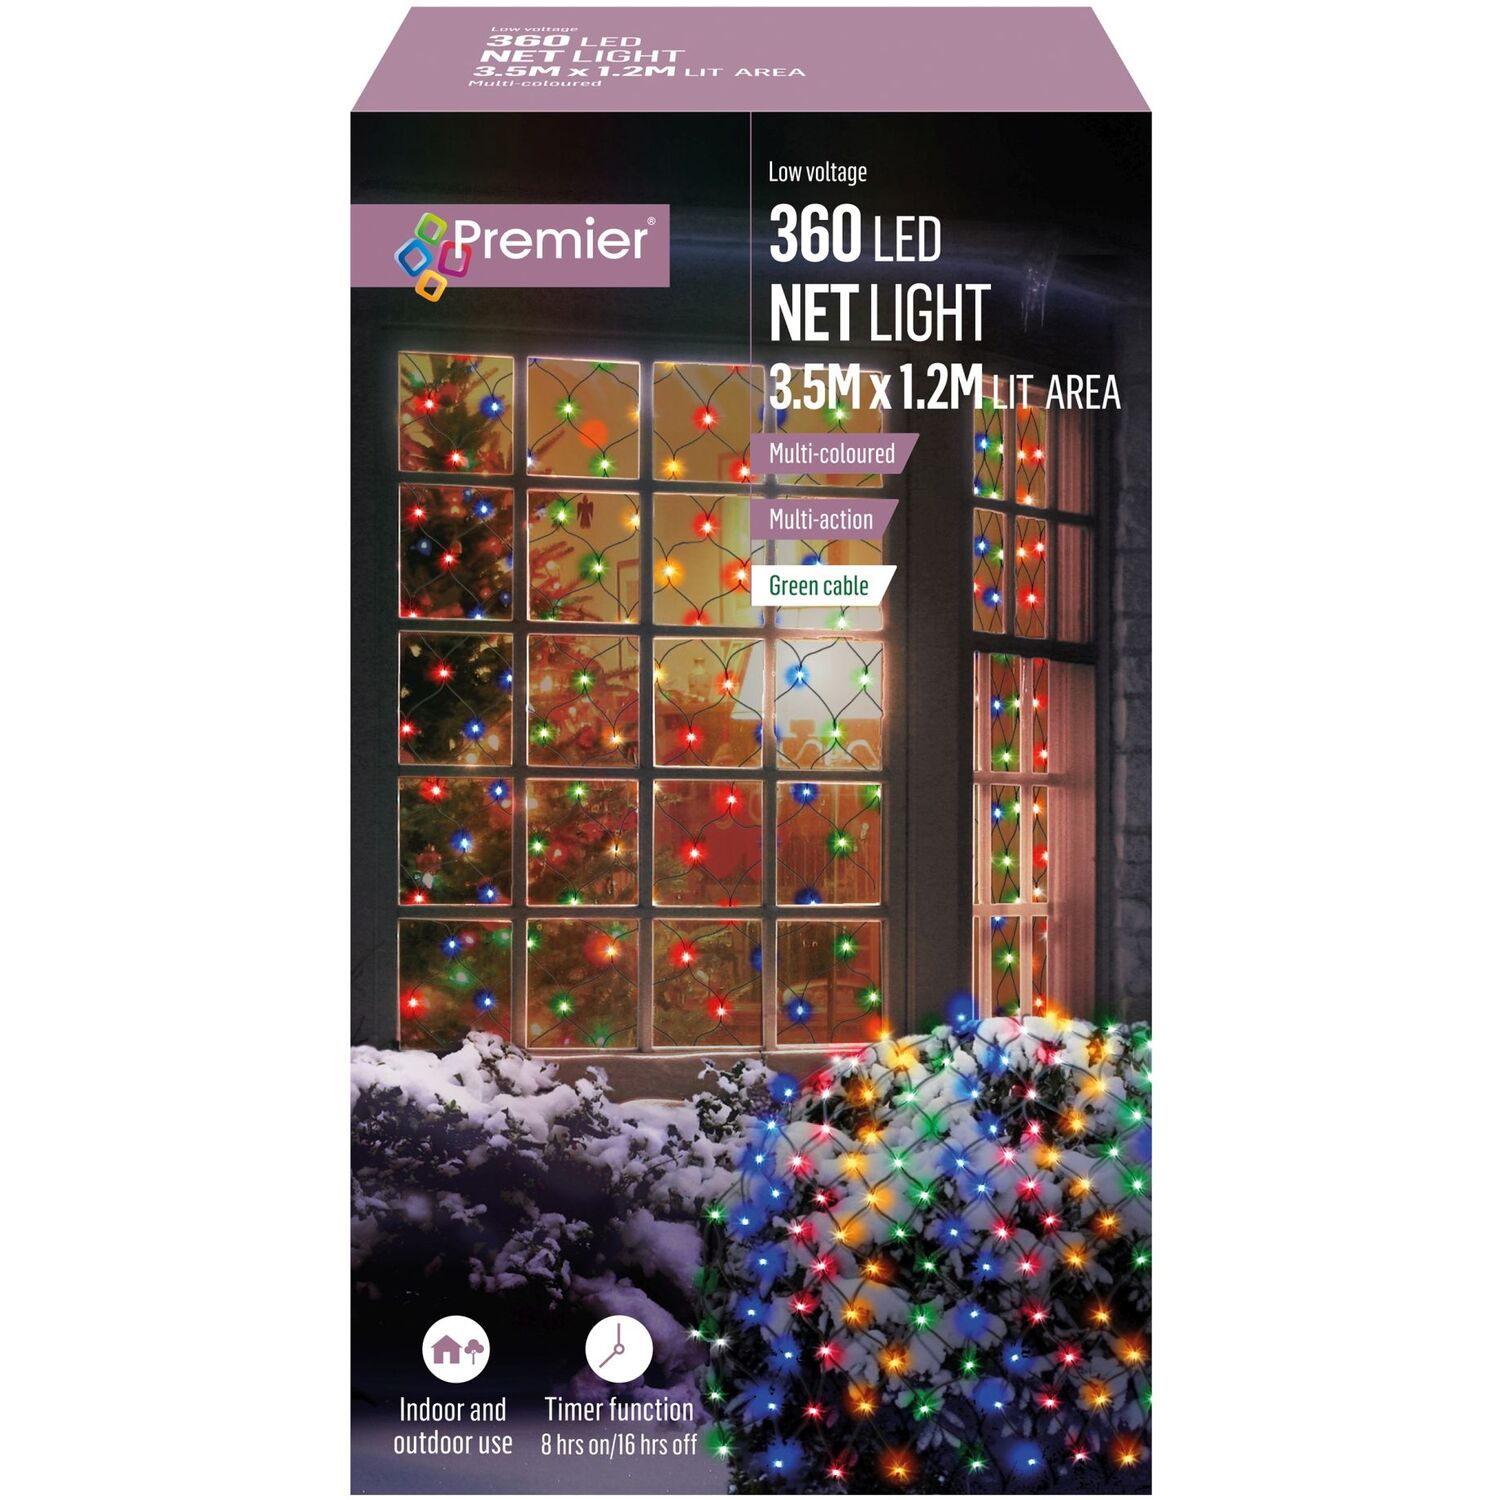 Low voltage
360 LED
NET LIGHT
3.5M x 1.2M LIT AREA
Multi-coloured
Premier®
Low voltage
360 LED
NET LIGHT
3.5M x 1.2M LIT AREA
Multi-coloured
Multi-action
Green cable
Indoor and
outdoor use
Timer function
8 hrs on/16 hrs off